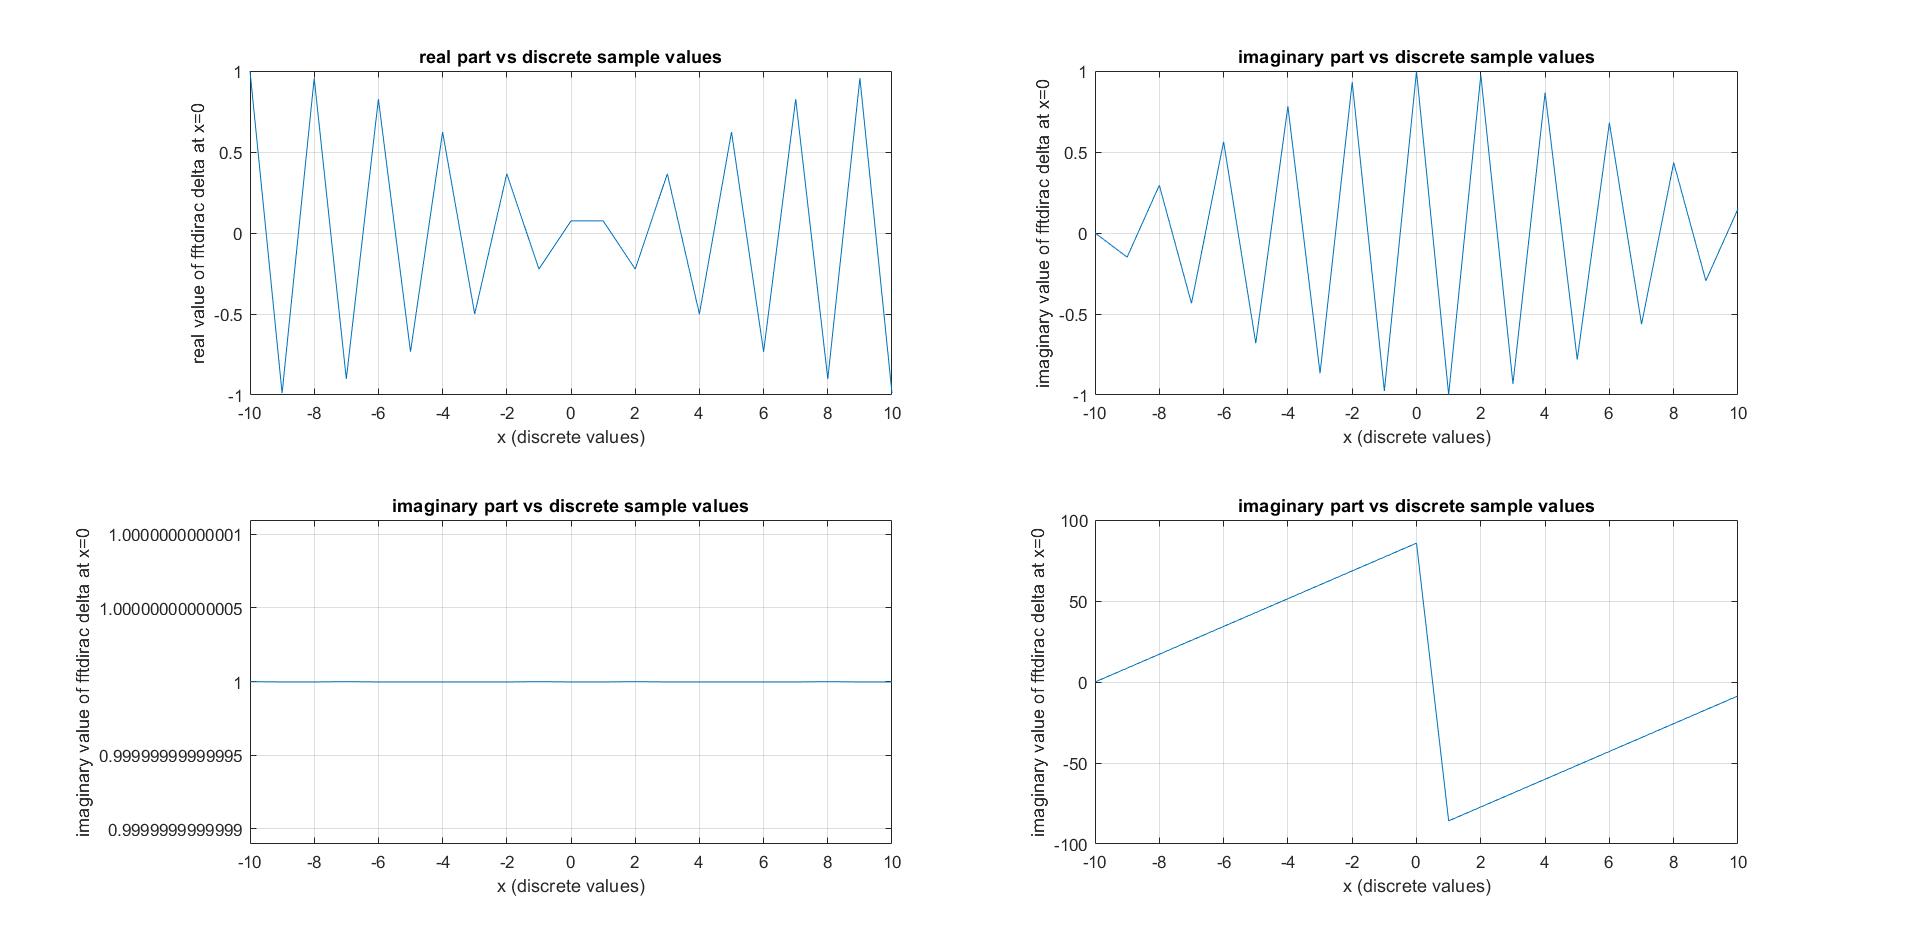 real part vs discrete sample values
real value of fftdirac delta at x=0
1
0.5
0
-0.5
-1
-10 -8 -6 -4 -2 0 2 4 6 8 10
x (discrete values)
imaginary part vs discrete sample values
imaginary value of fftdirac delta at x=0
1
0.5
0
-0.5
-1
-10 -8 -6 -4 -2 0 2 4 6 8 10
x (discrete values)
imaginary part vs discrete sample values
imaginary value of fftdirac delta at x=0
1.0000000000001
1.00000000000005
1
0.99999999999995
0.9999999999999
-10 -8 -6 -4 -2 0 2 4 6 8 10
x (discrete values)
imaginary part vs discrete sample values
imaginary value of fftdirac delta at x=0
100
50
0
-50
-100
-10 -8 -6 -4 -2 0 2 4 6 8 10
x (discrete values)